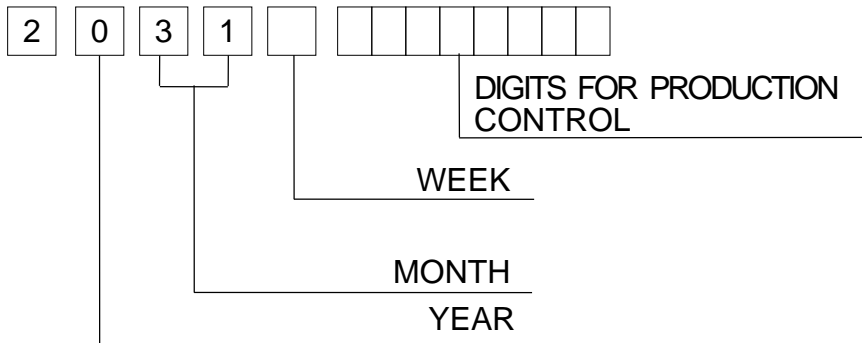 2 0 3 1
DIGITS FOR PRODUCTION
CONTROL
WEEK
MONTH
YEAR